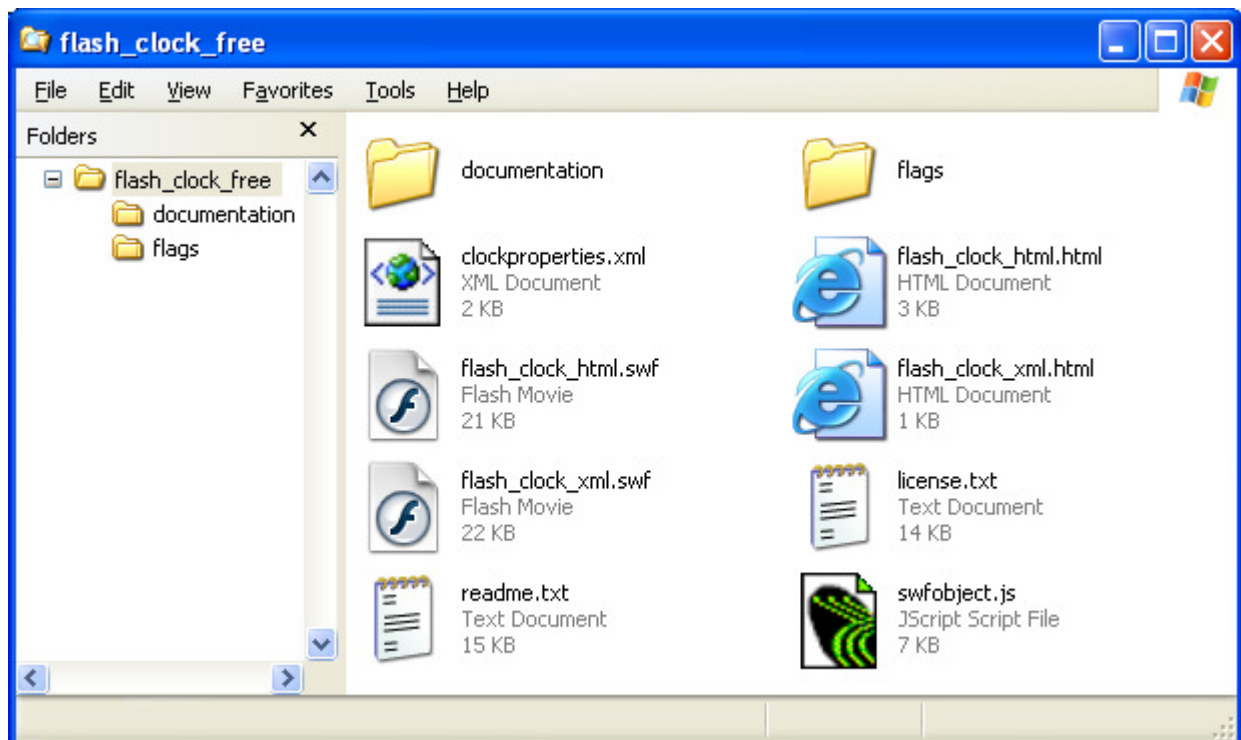 flash_clock_free
File Edit View Favorites Tools Help
Folders
flash_clock_free
documentation
flags
documentation
flags
clockproperties.xml
XML Document
2 KB
flash_clock_html.html
HTML Document
3 KB
flash_clock_html.swf
Flash Movie
21 KB
flash_clock_xml.html
HTML Document
1 KB
flash_clock_xml.swf
Flash Movie
22 KB
license.txt
Text Document
14 KB
readme.txt
Text Document
15 KB
swfobject.js
JScript Script File
7 KB